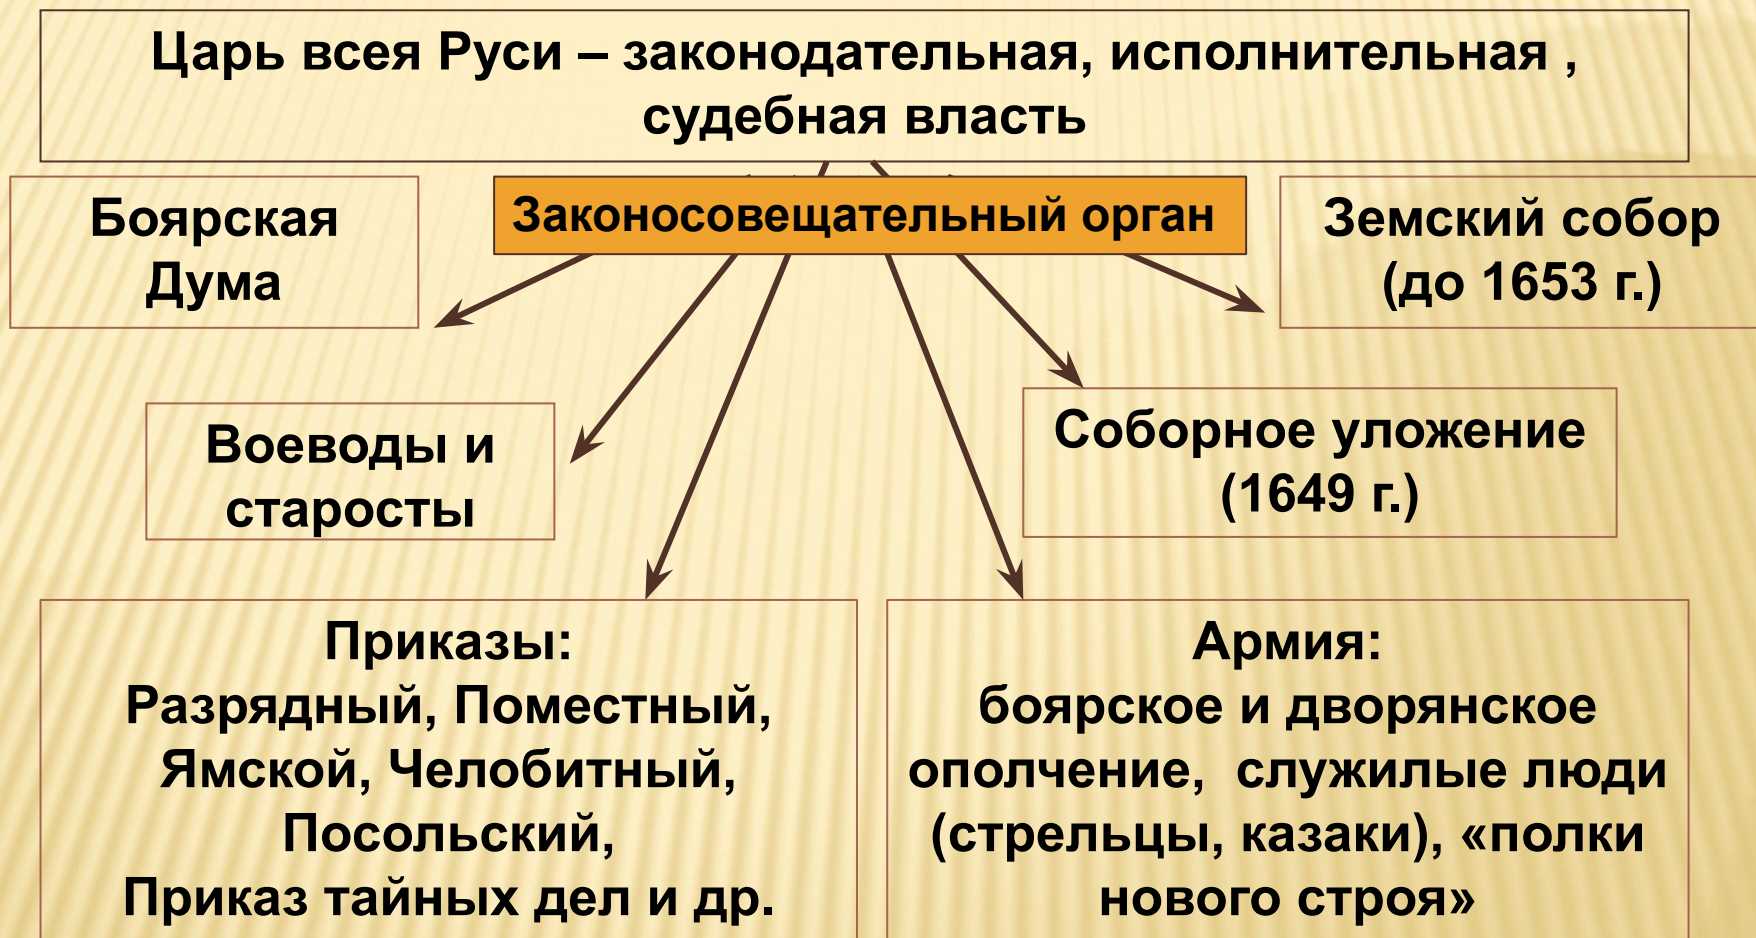 Царь всея Руси – законодательная, исполнительная ,
судебная власть
Боярская
Дума
Законосовещательный орган
Земский собор
(до 1653 г.)
Воеводы и
старосты
Соборное уложение
(1649 г.)
Приказы:
Разрядный, Поместный,
Ямской, Челобитный,
Посольский,
Приказ тайных дел и др.
Армия:
боярское и дворянское
ополчение,  служилые люди
(стрельцы, казаки), «полки
нового строя»